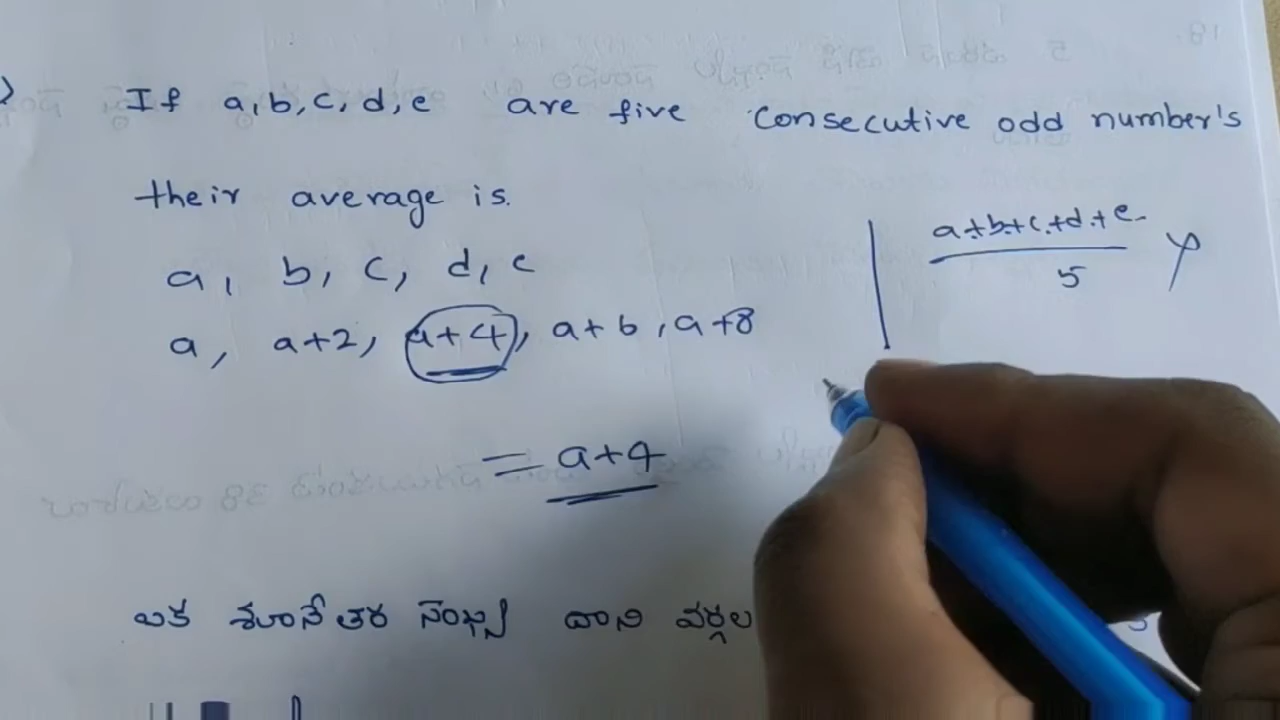 If a,b,c,d,e are five consecutive odd number's
their average is.
a, b, c, d, e
a+b+c+d+e
5
a, a+2, a+4, a+6, a+8
= a+4
ఒక శూన్యేతర సంఖ్య దాని వర్గల